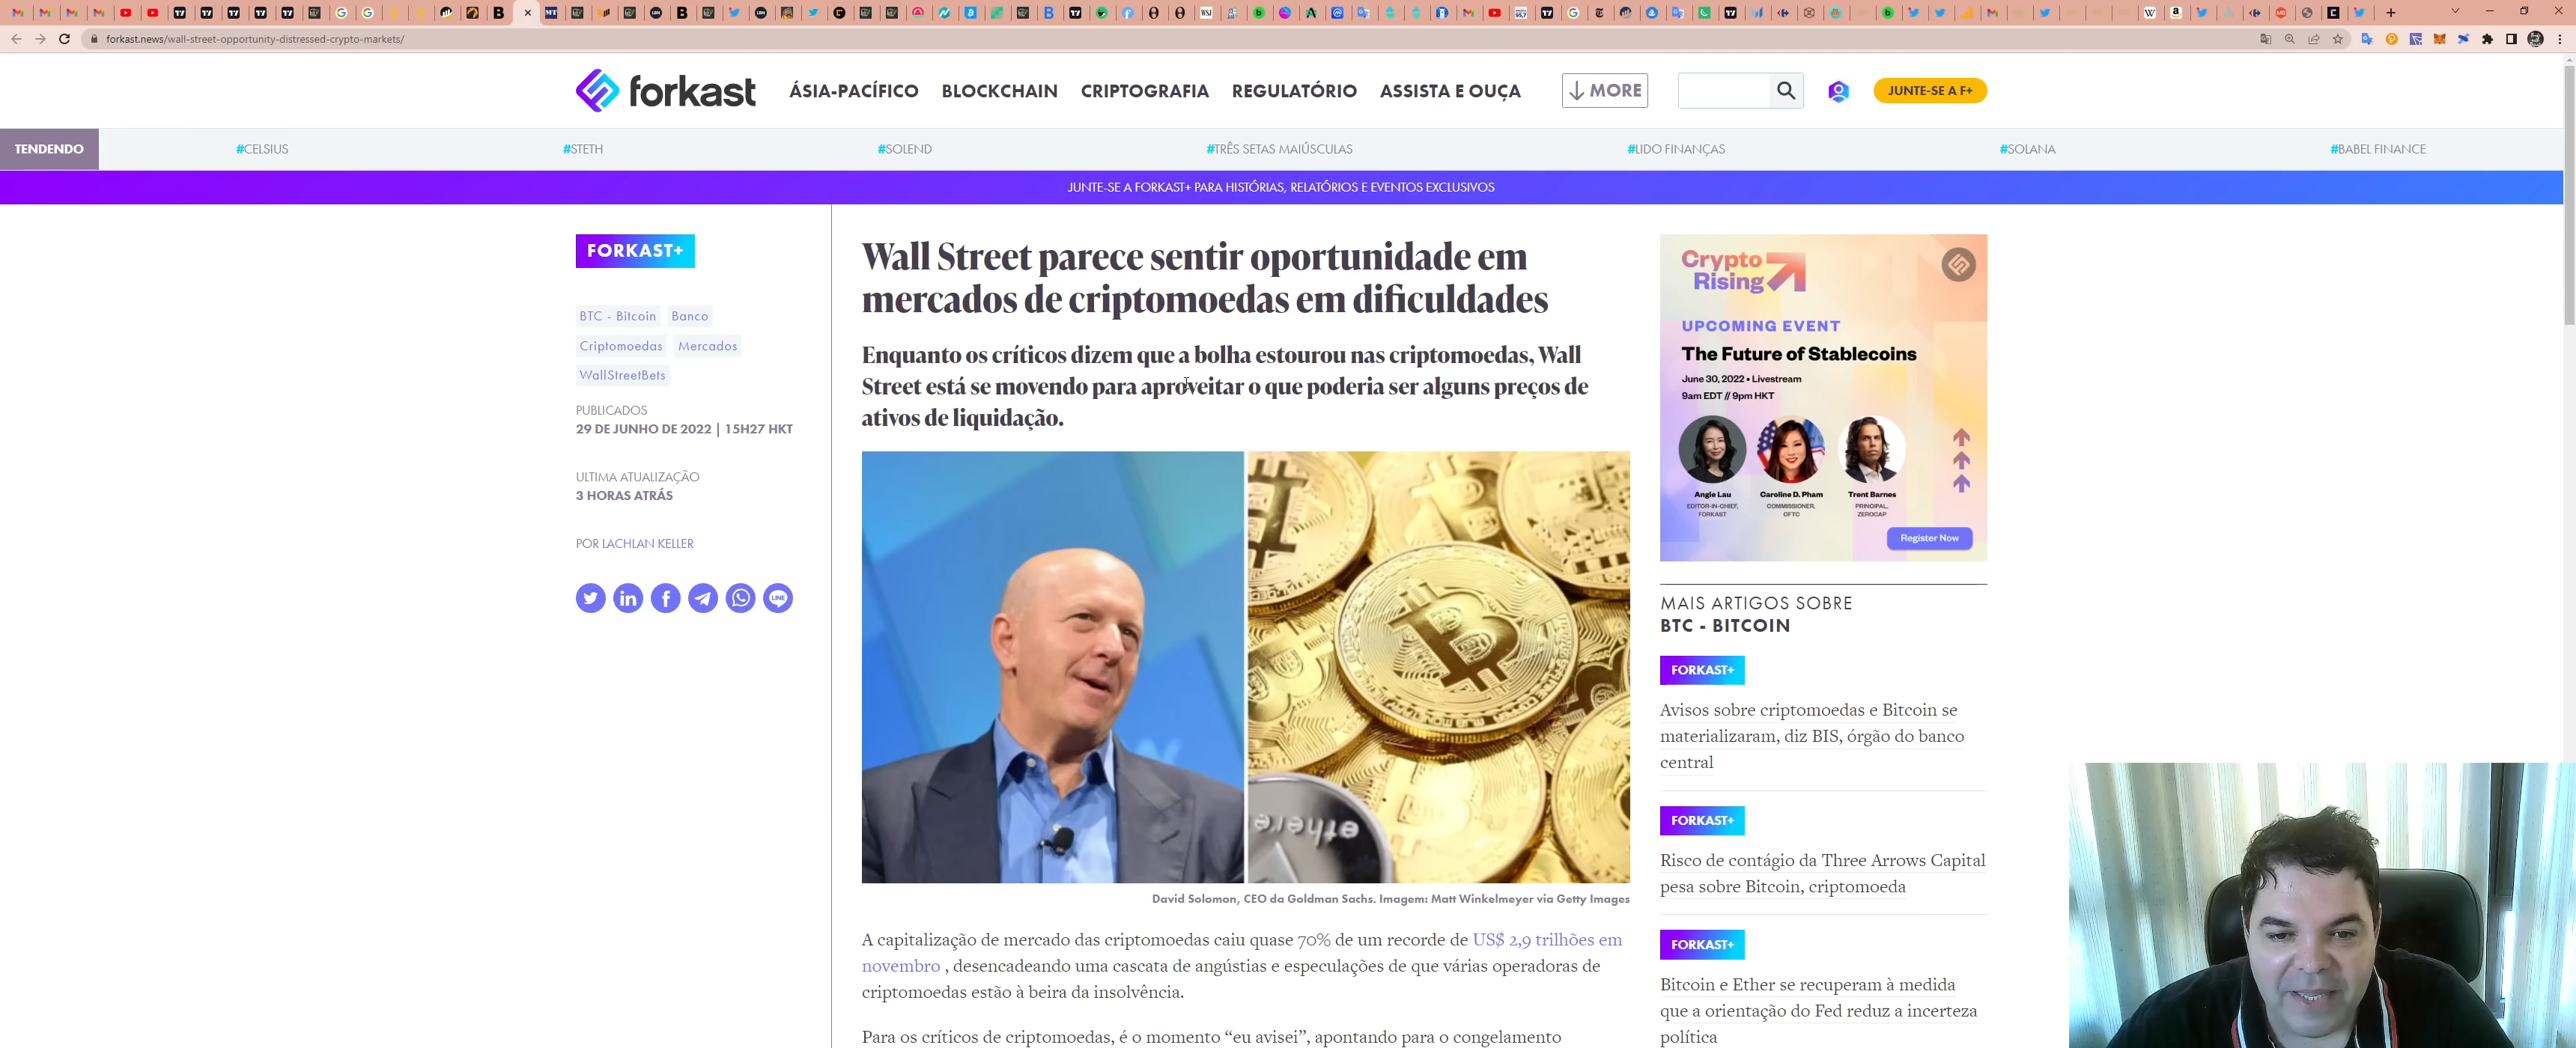 forkast.news/wall-street-opportunity-distressed-crypto-markets/
forkast
ÁSIA-PACÍFICO
BLOCKCHAIN
CRIPTOGRAFIA
REGULATÓRIO
ASSISTA E OUÇA
MORE
JUNTE-SE A F+
TENDENDO
#CELSIUS
#STETH
#SOLEND
#TRÊS SETAS MAIÚSCULAS
#LIDO FINANÇAS
#SOLANA
#BABEL FINANCE
JUNTE-SE A FORKAST+ PARA HISTÓRIAS, RELATÓRIOS E EVENTOS EXCLUSIVOS
FORKAST+
BTC - Bitcoin
Banco
Criptomoedas
Mercados
WallStreetBets
PUBLICADOS
29 DE JUNHO DE 2022 | 15H27 HKT
ULTIMA ATUALIZAÇÃO
3 HORAS ATRÁS
POR LACHLAN KELLER
Wall Street parece sentir oportunidade em
mercados de criptomoedas em dificuldades
Enquanto os críticos dizem que a bolha estourou nas criptomoedas, Wall
Street está se movendo para aproveitar o que poderia ser alguns preços de
ativos de liquidação.
David Solomon, CEO da Goldman Sachs. Imagem: Matt Winkelmeyer via Getty Images
A capitalização de mercado das criptomoedas caiu quase 70% de um recorde de US$ 2,9 trilhões em
novembro , desencadeando uma cascata de angústias e especulações de que várias operadoras de
criptomoedas estão à beira da insolvência.
Para os críticos de criptomoedas, é o momento “eu avisei”, apontando para o congelamento
Crypto
Rising
UPCOMING EVENT
The Future of Stablecoins
June 30, 2022 • Livestream
9am EDT // 9pm HKT
Angie Lau
EDITOR-IN-CHIEF,
FORKAST
Caroline D. Pham
COMMISSIONER,
CFTC
Trent Barnes
PRINCIPAL,
ZEROCAP
Register Now
MAIS ARTIGOS SOBRE
BTC - BITCOIN
FORKAST+
Avisos sobre criptomoedas e Bitcoin se
materializaram, diz BIS, órgão do banco
central
FORKAST+
Risco de contágio da Three Arrows Capital
pesa sobre Bitcoin, criptomoeda
FORKAST+
Bitcoin e Ether se recuperam à medida
que a orientação do Fed reduz a incerteza
política